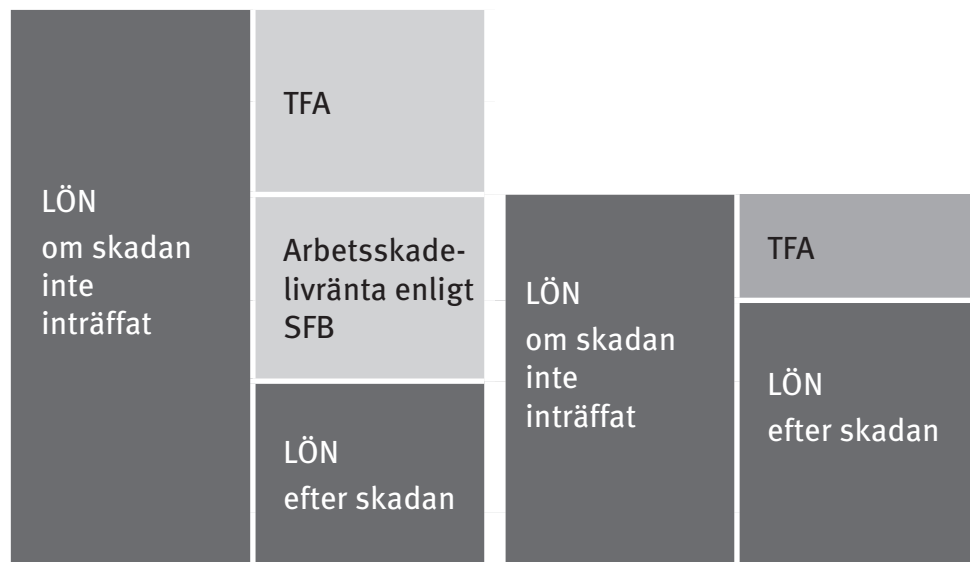 LÖN
om skadan
inte
inträffat
TFA
Arbetsskade-
livränta enligt
SFB
LÖN
efter skadan
LÖN
om skadan
inte
inträffat
TFA
LÖN
efter skadan